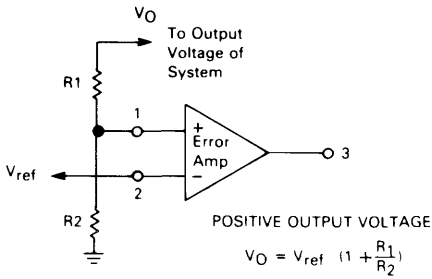 VO
To Output
Voltage of
System
R1
1
+
Error
Amp
3
Vref
2
−
R2
POSITIVE OUTPUT VOLTAGE
VO = Vref (1 + R1/R2)